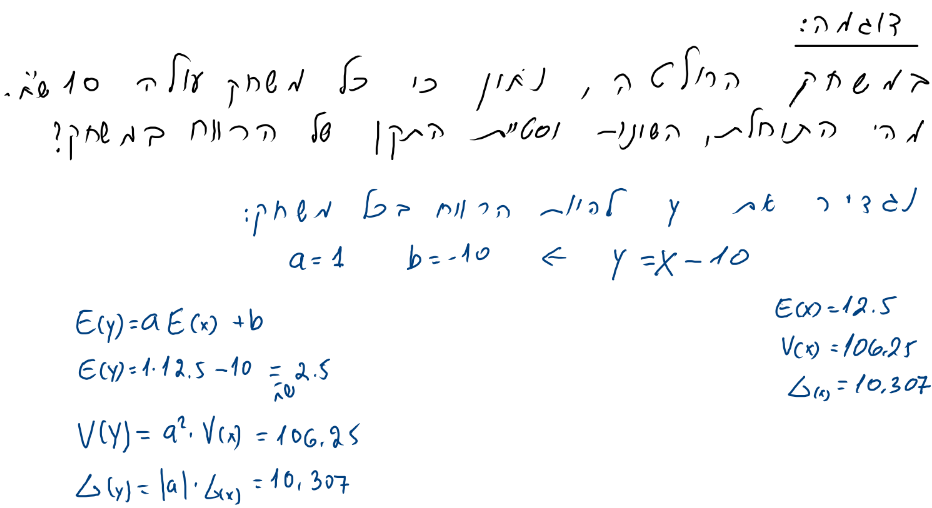 דוגמה:
במשחק הרולטה, נתון כי כל משחק עולה 10 ש"ח.
מהי התוחלת, השונות וסטיית התקן של הרווח במשחק?
נגדיר את y להיות הרווח בכל משחק:
a=1 b=-10 ← y=x-10
E(x)=12.5
V(x)=106.25
σ(x)=10.307
E(y)=aE(x)+b
E(y)=1·12.5-10=2.5 ש"ח
V(Y)=a²·V(x)=106.25
σ(y)=|a|·σ(x)=10.307